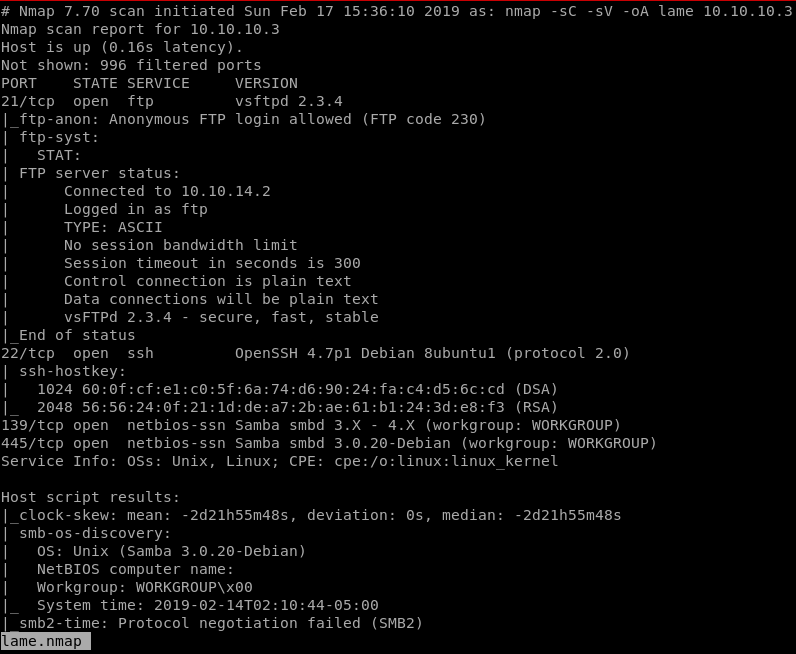 # Nmap 7.70 scan initiated Sun Feb 17 15:36:10 2019 as: nmap -sC -sV -oA lame 10.10.10.3
Nmap scan report for 10.10.10.3
Host is up (0.16s latency).
Not shown: 996 filtered ports
PORT    STATE SERVICE     VERSION
21/tcp  open  ftp         vsftpd 2.3.4
|_ftp-anon: Anonymous FTP login allowed (FTP code 230)
| ftp-syst:
|   STAT:
| FTP server status:
|      Connected to 10.10.14.2
|      Logged in as ftp
|      TYPE: ASCII
|      No session bandwidth limit
|      Session timeout in seconds is 300
|      Control connection is plain text
|      Data connections will be plain text
|      vsFTPd 2.3.4 - secure, fast, stable
|_End of status
22/tcp  open  ssh         OpenSSH 4.7p1 Debian 8ubuntu1 (protocol 2.0)
| ssh-hostkey:
|   1024 60:0f:cf:e1:c0:5f:6a:74:d6:90:24:fa:c4:d5:6c:cd (DSA)
|_  2048 56:56:24:0f:21:1d:de:a7:2b:ae:61:b1:24:3d:e8:f3 (RSA)
139/tcp open  netbios-ssn Samba smbd 3.X - 4.X (workgroup: WORKGROUP)
445/tcp open  netbios-ssn Samba smbd 3.0.20-Debian (workgroup: WORKGROUP)
Service Info: OSs: Unix, Linux; CPE: cpe:/o:linux:linux_kernel

Host script results:
|_clock-skew: mean: -2d21h55m48s, deviation: 0s, median: -2d21h55m48s
| smb-os-discovery:
|   OS: Unix (Samba 3.0.20-Debian)
|   NetBIOS computer name:
|   Workgroup: WORKGROUP\x00
|_  System time: 2019-02-14T02:10:44-05:00
|_smb2-time: Protocol negotiation failed (SMB2)
lame.nmap